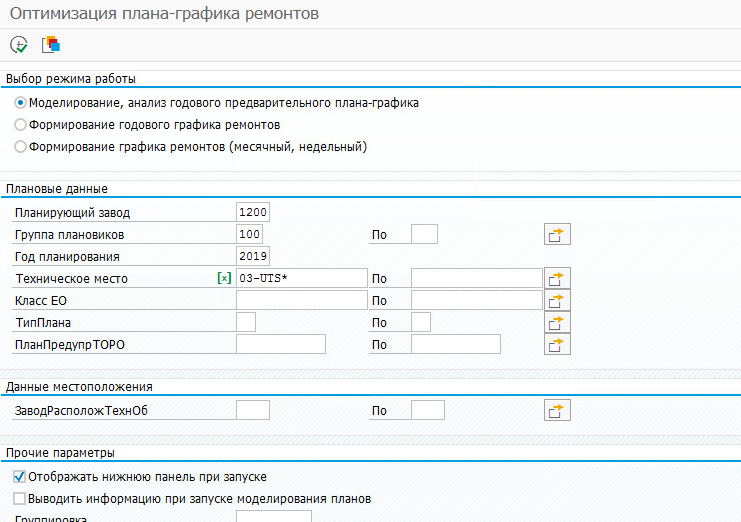 Оптимизация плана-графика ремонтов
Выбор режима работы
Моделирование, анализ годового предварительного плана-графика
Формирование годового графика ремонтов
Формирование графика ремонтов (месячный, недельный)
Плановые данные
Планирующий завод 1200
Группа плановиков 100 По
Год планирования 2019
Техническое место 03-UTS* По
Класс ЕО По
ТипПлана По
ПланПредупрТОРО По
Данные местоположения
ЗаводРасположТехнОб По
Прочие параметры
Отображать нижнюю панель при запуске
Выводить информацию при запуске моделирования планов
Группировка